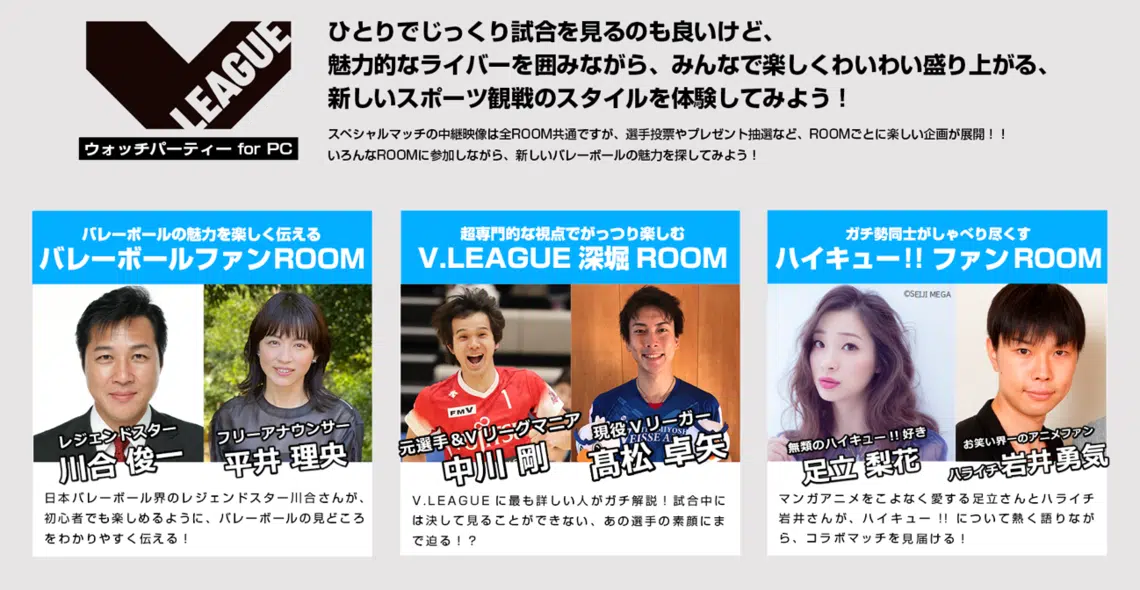 V.LEAGUE
ウォッチパーティー for PC
ひとりでじっくり試合を見るのも良いけど、
魅力的なライバーを囲みながら、みんなで楽しくわいわい盛り上がる、
新しいスポーツ観戦のスタイルを体験してみよう！
スペシャルマッチの中継映像は全ROOM共通ですが、選手投票やプレゼント抽選など、ROOMごとに楽しい企画が展開！！
いろんなROOMに参加しながら、新しいバレーボールの魅力を探してみよう！
バレーボールの魅力を楽しく伝える
バレーボールファンROOM
レジェンドスター
川合 俊一
フリーアナウンサー
平井 理央
日本バレーボール界のレジェンドスター川合さんが、
初心者でも楽しめるように、バレーボールの見どころ
をわかりやすく伝える！
超専門的な視点でがっつり楽しむ
V.LEAGUE 深堀 ROOM
FMV
1
元選手＆Vリーグマニア
中川 剛
現役Vリーガー
髙松 卓矢
V.LEAGUEに最も詳しい人がガチ解説！試合中に
は決して見ることができない、あの選手の素顔にま
で迫る！？
ガチ勢同士がしゃべり尽くす
ハイキュー!! ファンROOM
©SEIJI MEGA
無類のハイキュー!!好き
足立 梨花
お笑い界一のアニメファン
ハライチ岩井勇気
マンガアニメをこよなく愛する足立さんとハライチ
岩井さんが、ハイキュー!! について熱く語りなが
ら、コラボマッチを見届ける！